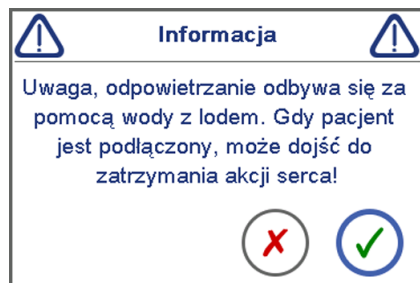 Informacja
Uwaga, odpowietrzanie odbywa się za
pomocą wody z lodem. Gdy pacjent
jest podłączony, może dojść do
zatrzymania akcji serca!